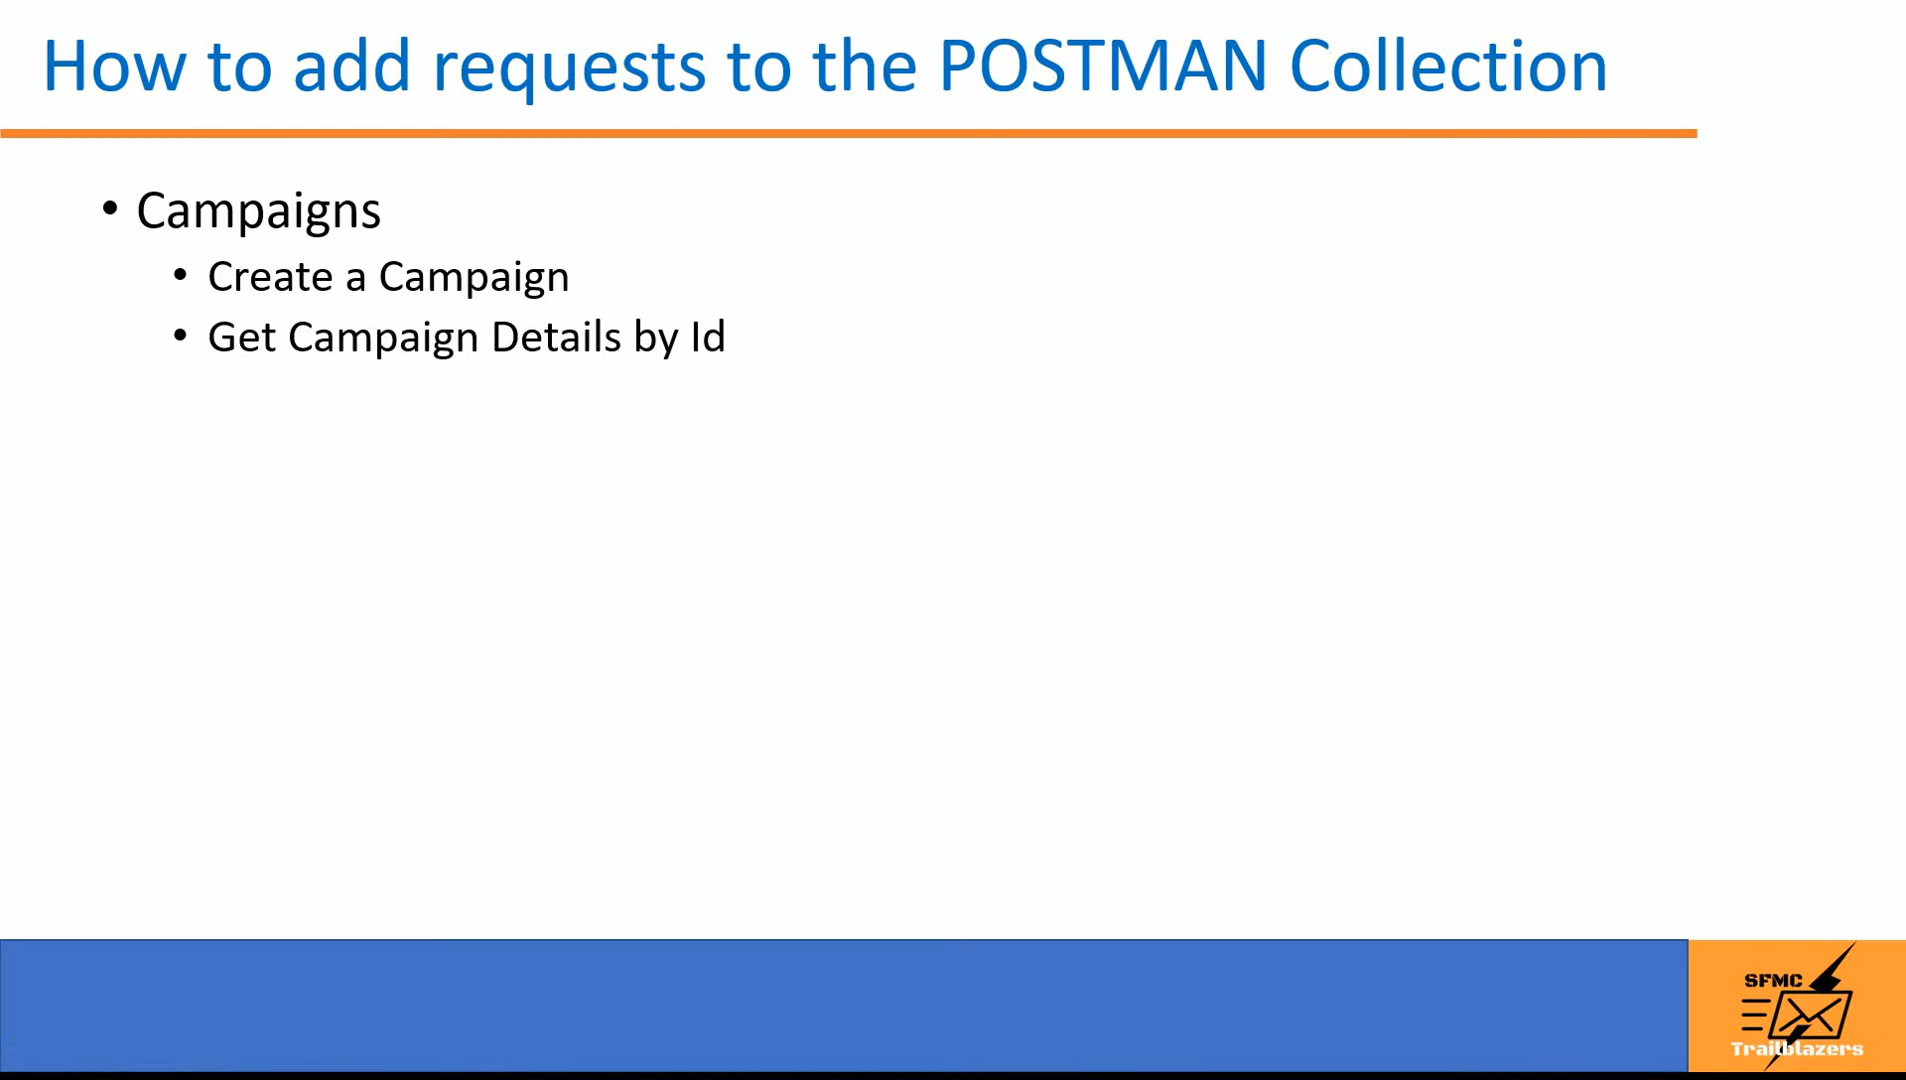 How to add requests to the POSTMAN Collection
• Campaigns
• Create a Campaign
• Get Campaign Details by Id
SFMC
Trailblazers